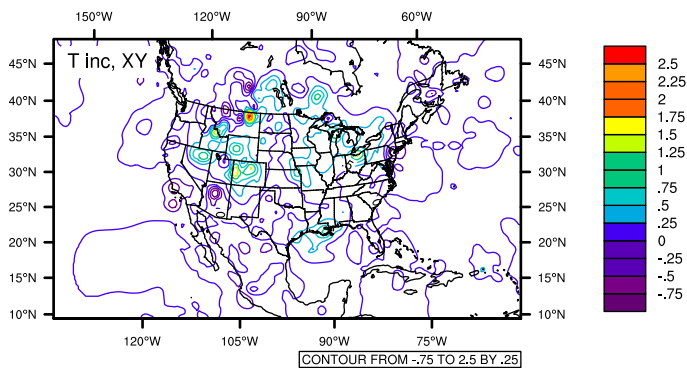 150°W 120°W 90°W 60°W
T inc, XY
45°N 45°N
40°N 40°N
35°N 35°N
30°N 30°N
25°N 25°N
20°N 20°N
15°N 15°N
10°N 10°N
120°W 105°W 90°W 75°W
CONTOUR FROM -.75 TO 2.5 BY .25
2.5
2.25
2
1.75
1.5
1.25
1
.75
.5
.25
0
-.25
-.5
-.75